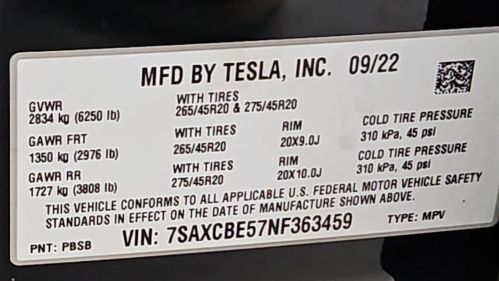 MFD BY TESLA, INC. 09/22
GVWR WITH TIRES
2834 kg (6250 lb) 265/45R20 & 275/45R20
GAWR FRT WITH TIRES RIM COLD TIRE PRESSURE
1350 kg (2976 lb) 265/45R20 20X9.0J 310 kPa, 45 psi
GAWR RR WITH TIRES RIM COLD TIRE PRESSURE
1727 kg (3808 lb) 275/45R20 20X10.0J 310 kPa, 45 psi
THIS VEHICLE CONFORMS TO ALL APPLICABLE U.S. FEDERAL MOTOR VEHICLE SAFETY
STANDARDS IN EFFECT ON THE DATE OF MANUFACTURE SHOWN ABOVE.
PNT: PBSB VIN: 7SAXCBE57NF363459 TYPE: MPV